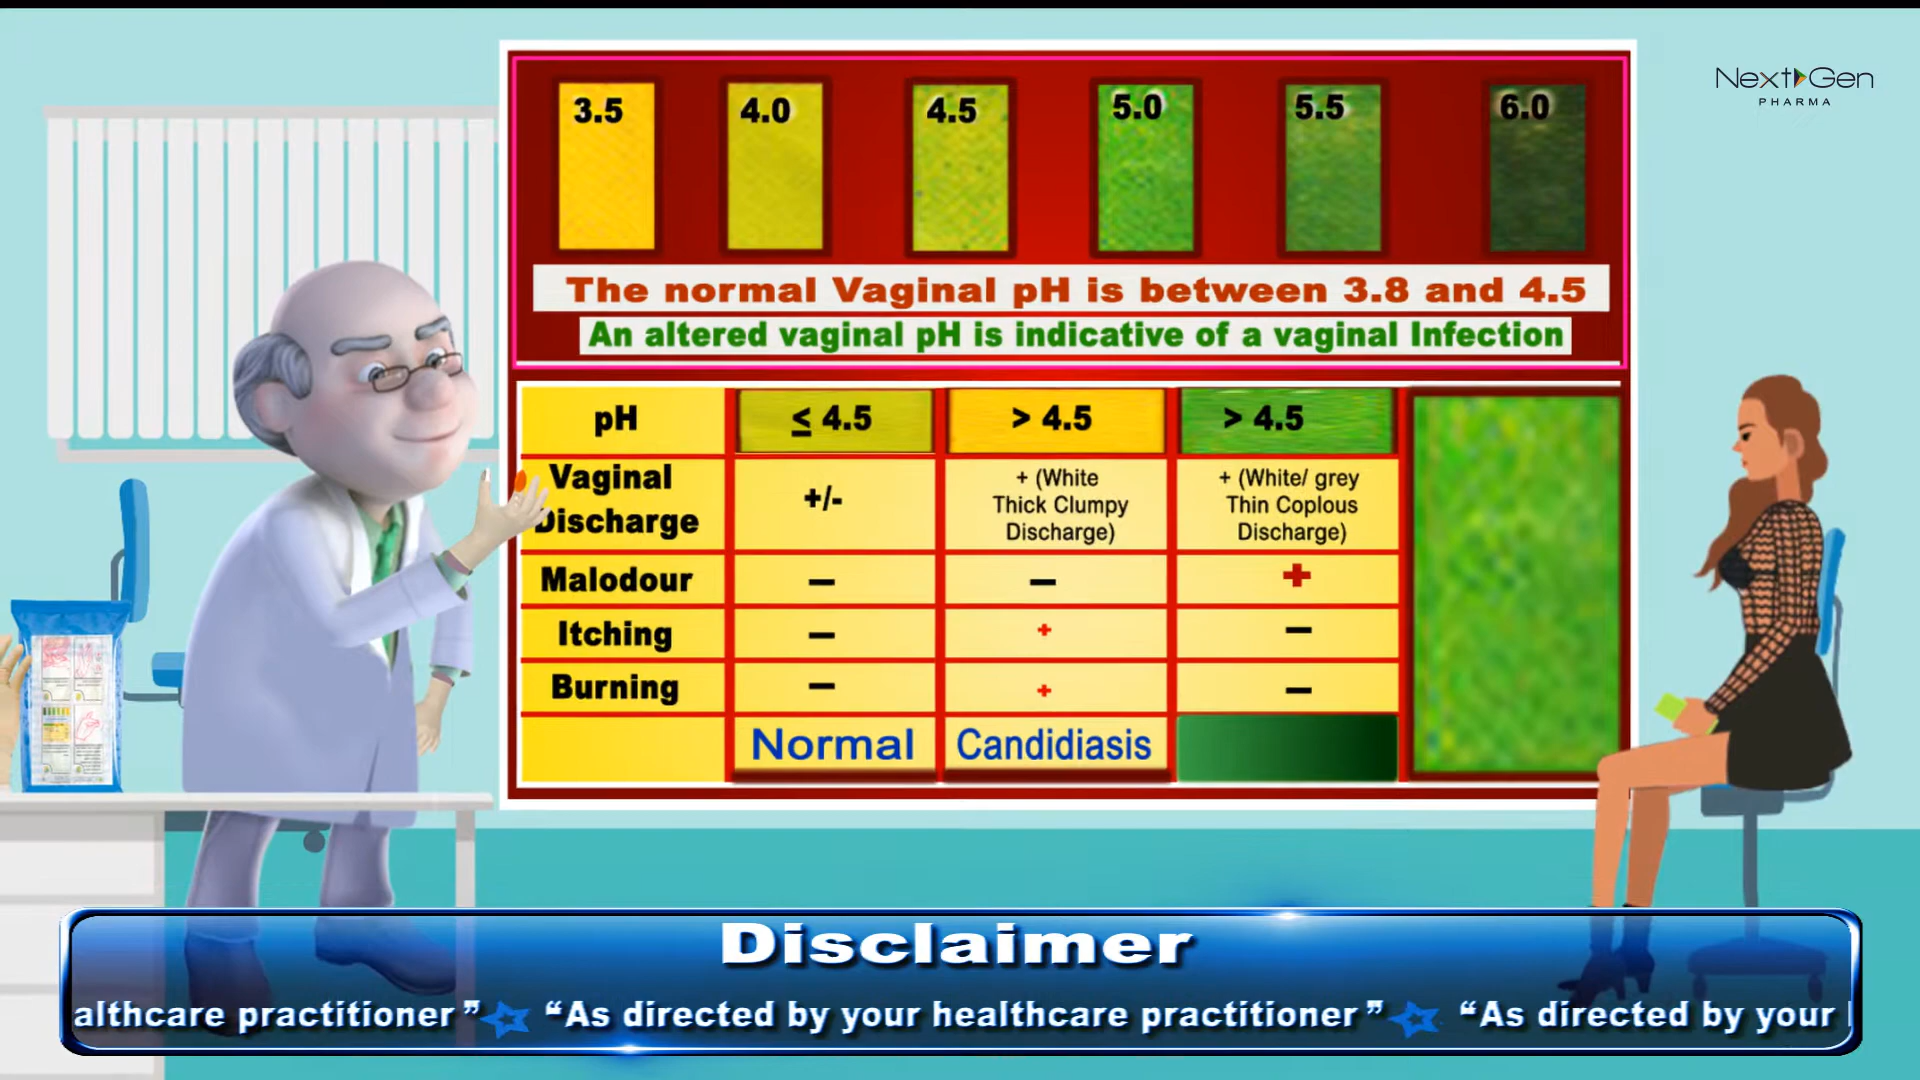 Next Gen
PHARMA
3.5 4.0 4.5 5.0 5.5 6.0
The normal Vaginal pH is between 3.8 and 4.5
An altered vaginal pH is indicative of a vaginal Infection
pH ≤ 4.5 > 4.5 > 4.5
Vaginal
Discharge
+/-
+ (White
Thick Clumpy
Discharge)
+ (White/ grey
Thin Coplous
Discharge)
Malodour – – +
Itching – + –
Burning – + –
Normal Candidiasis
Disclaimer
althcare practitioner” “As directed by your healthcare practitioner” “As directed by your